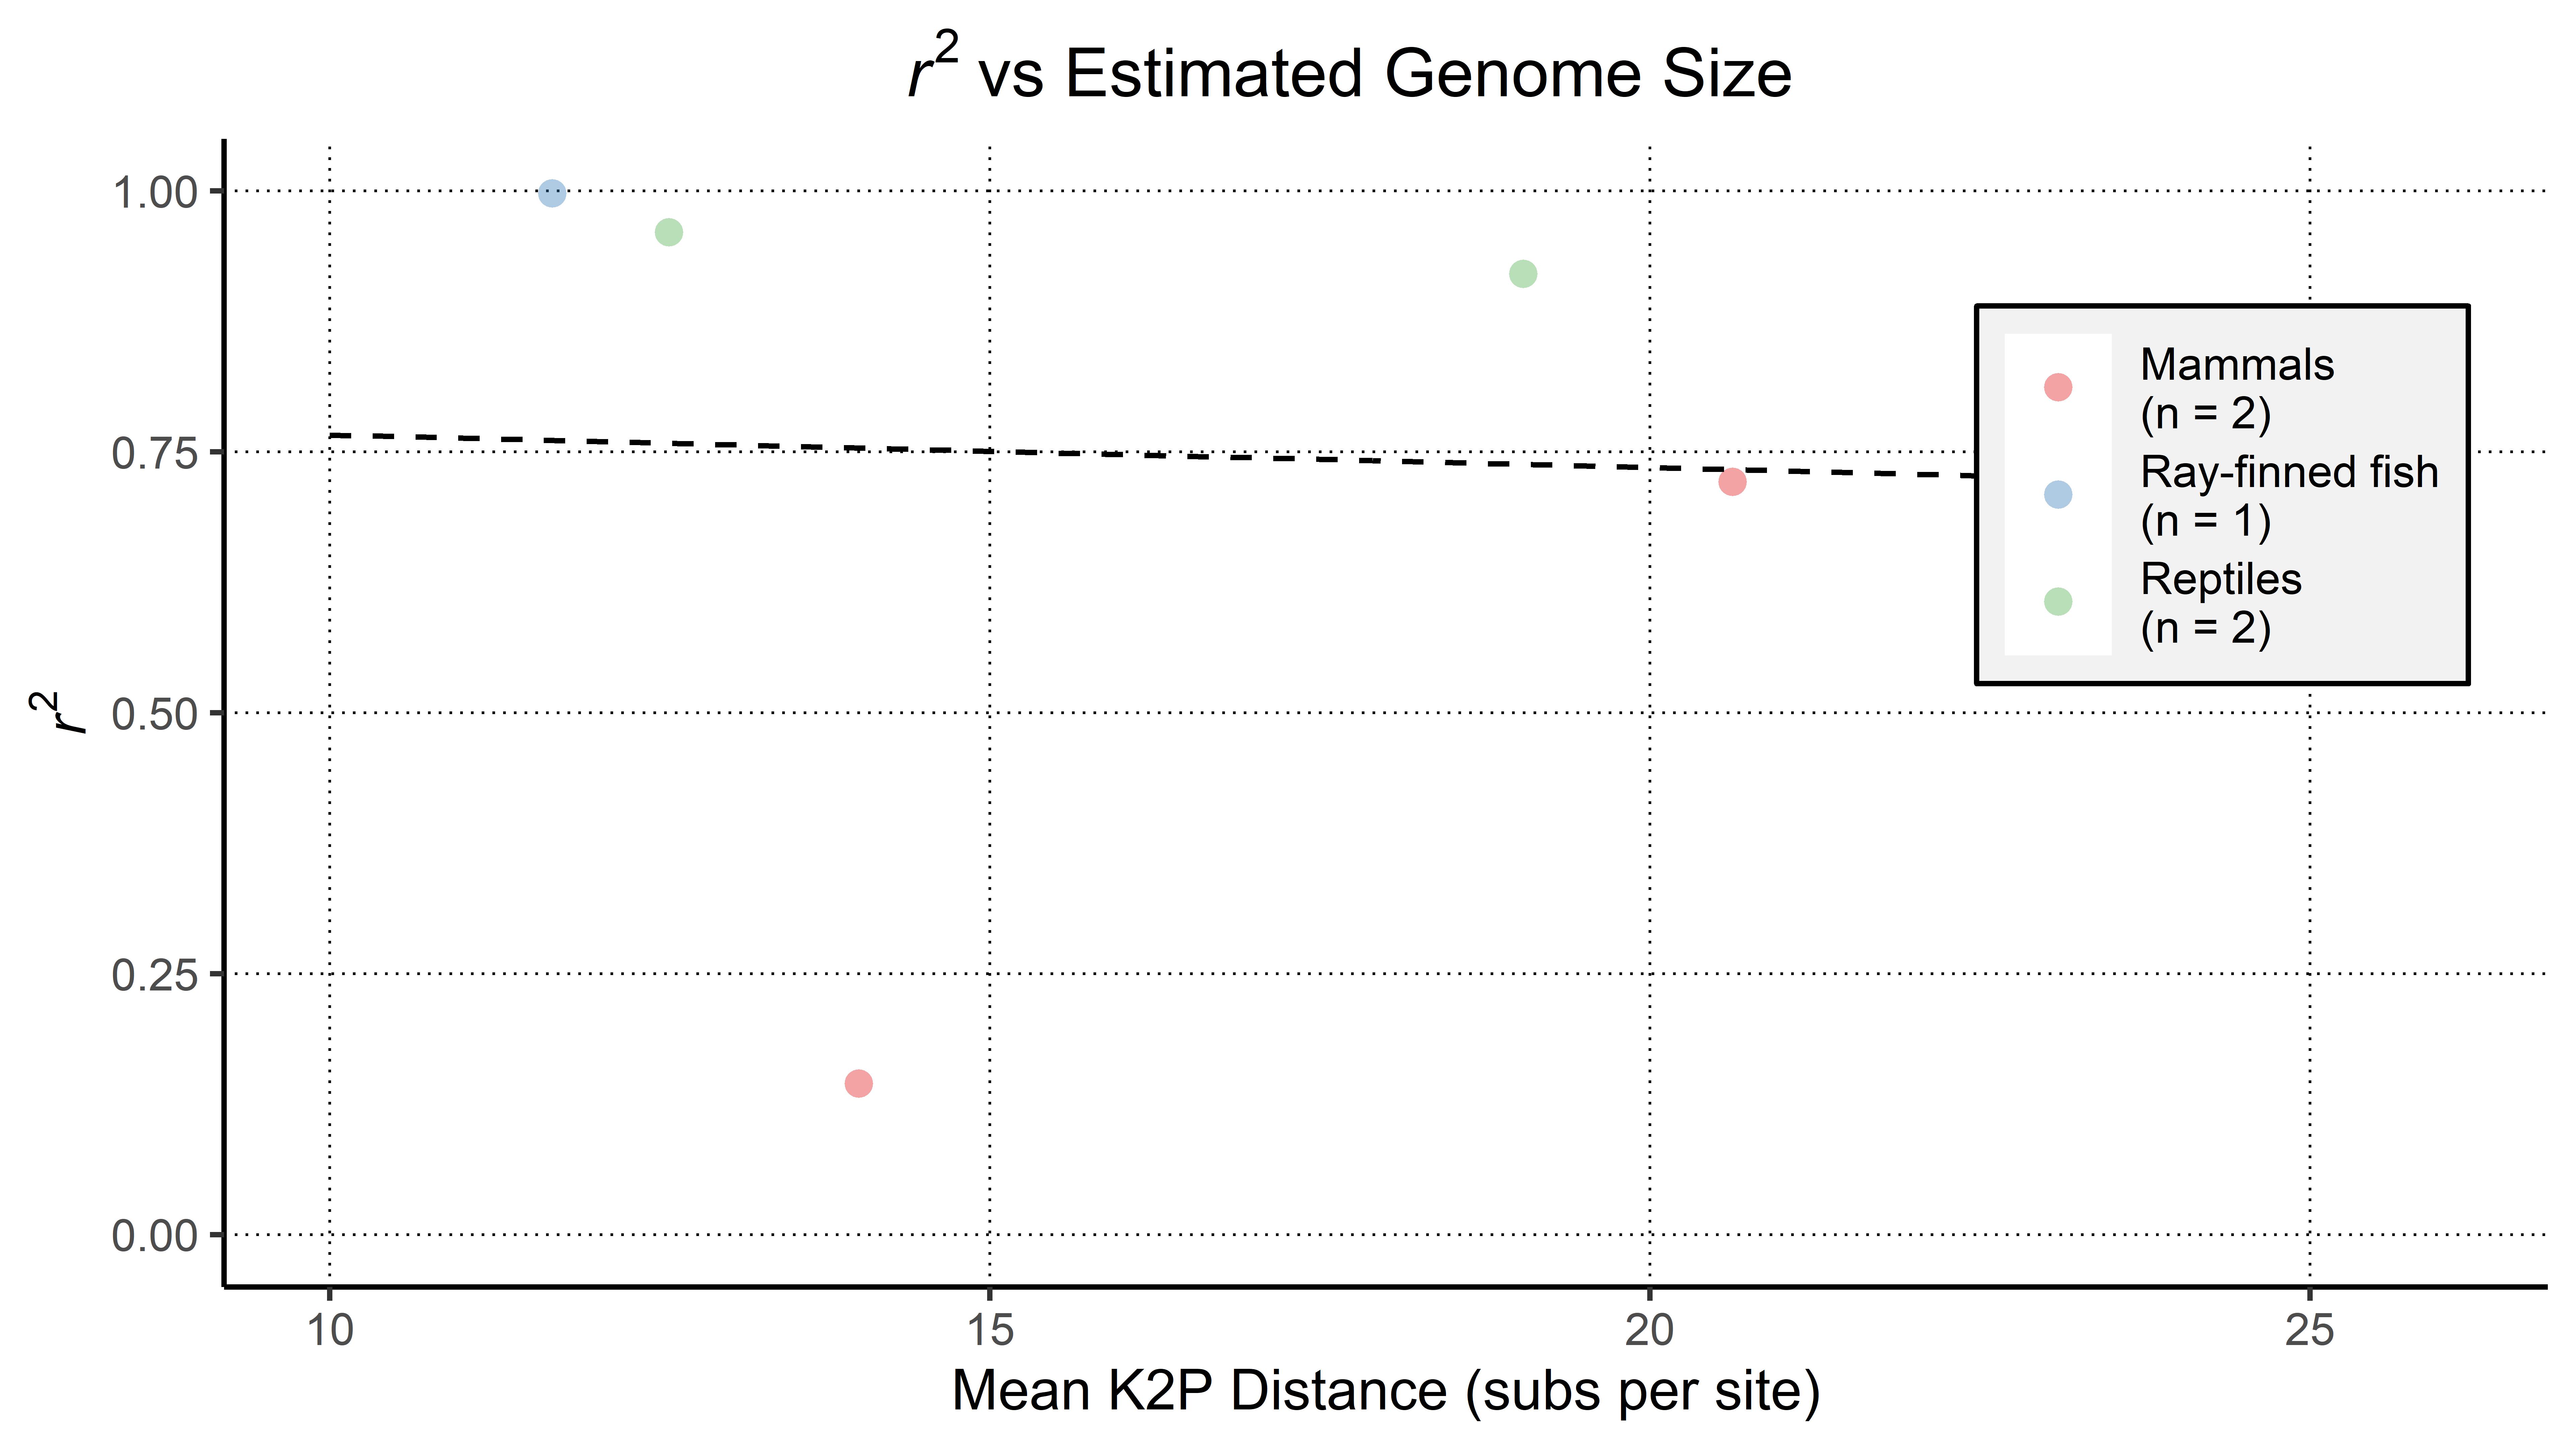 r² vs Estimated Genome Size
1.00
0.75
0.50
0.25
0.00
r²
10
15
20
25
Mean K2P Distance (subs per site)
Mammals
(n = 2)
Ray-finned fish
(n = 1)
Reptiles
(n = 2)